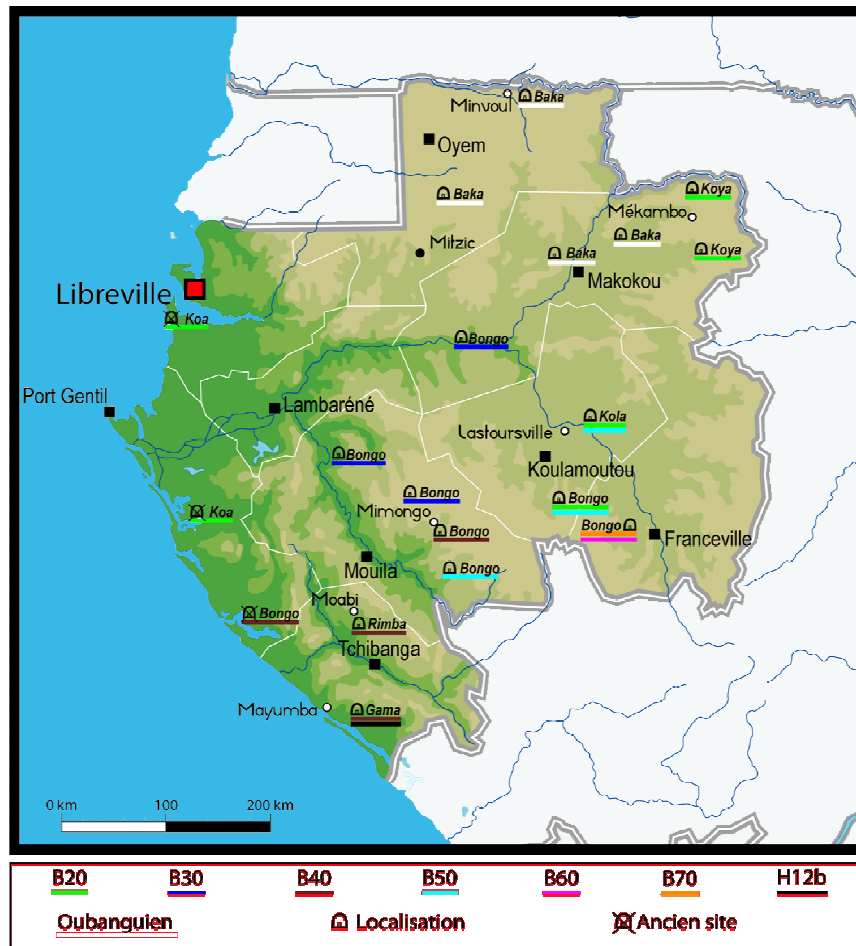 Minvoul
Baka
Oyem
Baka
Koya
Mékambo
Baka
Koya
Mitzic
Baka
Makokou
Libreville
Koa
Bongo
Port Gentil
Lambaréné
Kola
Lastoursville
Bongo
Koulamoutou
Bongo
Bongo
Koa
Mimongo
Bongo
Bongo
Franceville
Mouila
Bongo
Moabi
Bongo
Rimba
Tchibanga
Mayumba
Gama
0 km 100 200 km
B20 B30 B40 B50 B60 B70 H12b
Oubanguien Localisation Ancien site